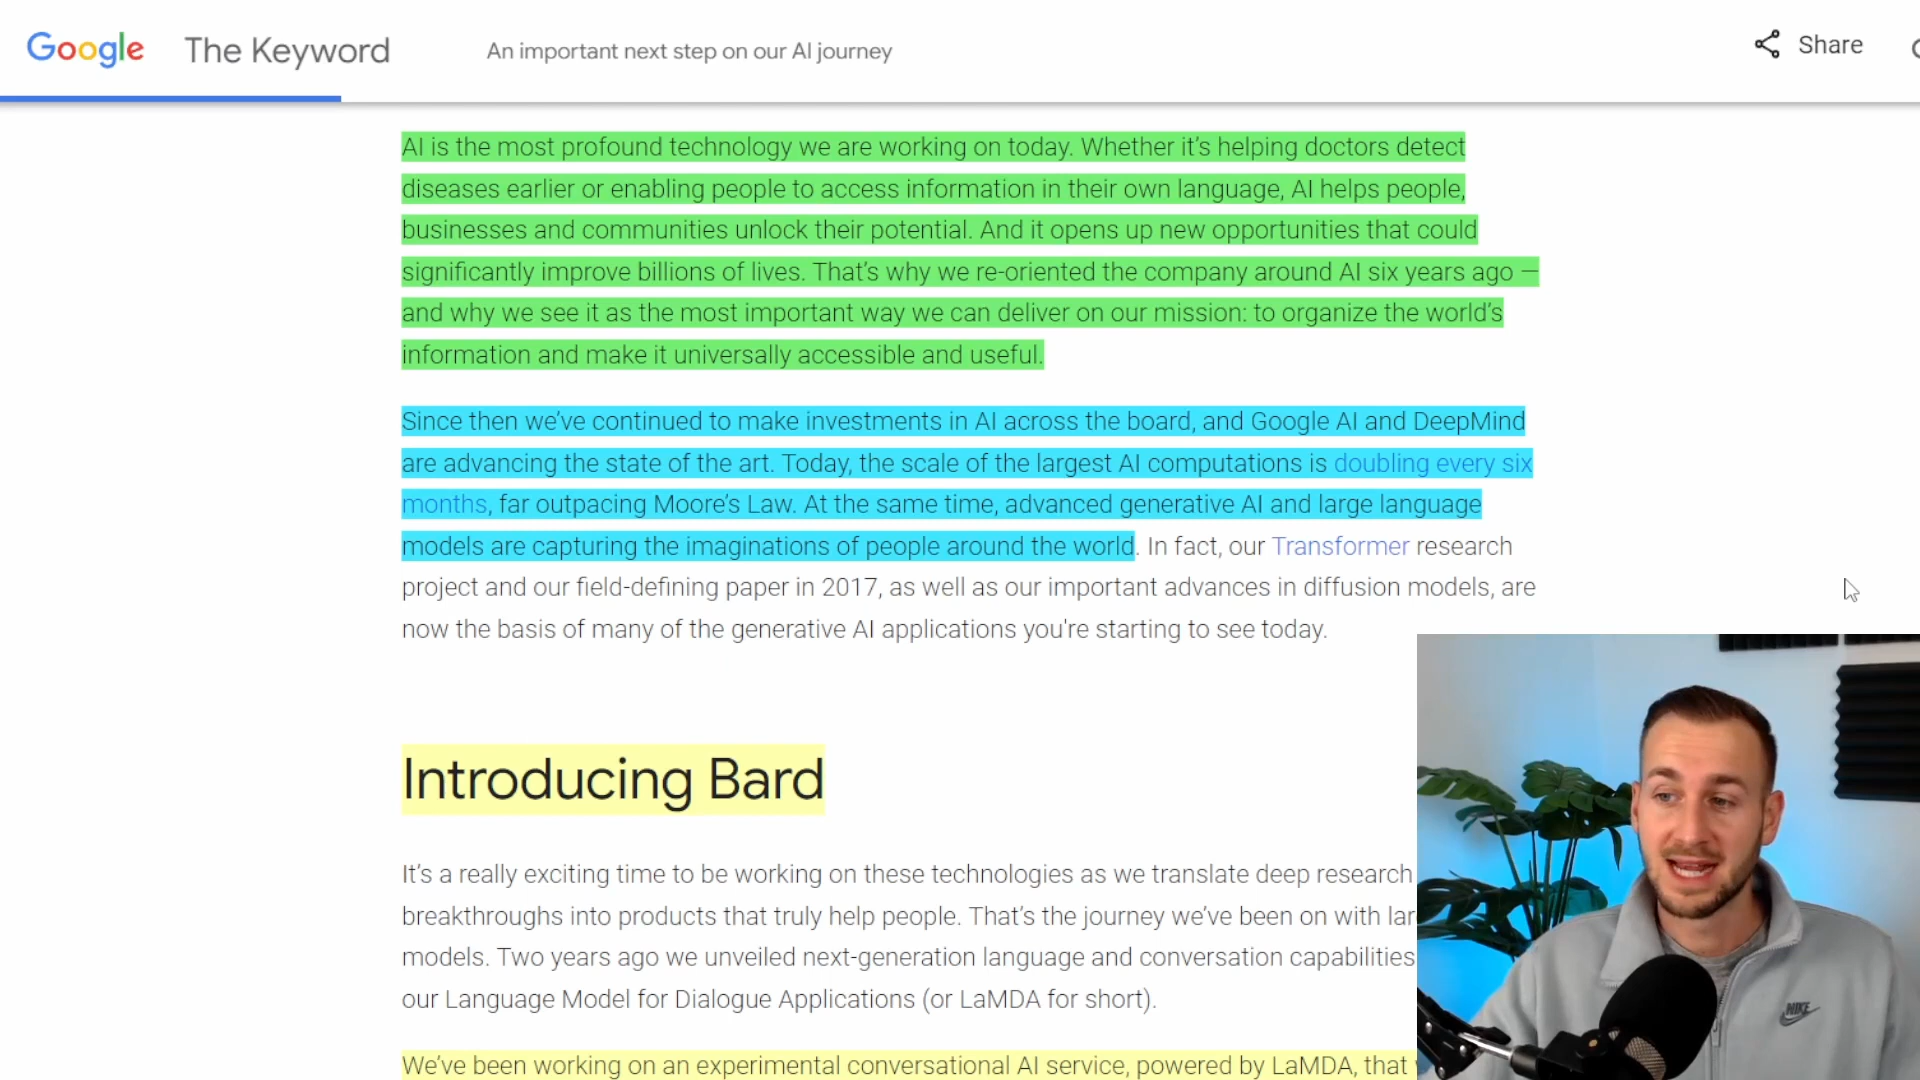 Google The Keyword An important next step on our AI journey Share
AI is the most profound technology we are working on today. Whether it’s helping doctors detect
diseases earlier or enabling people to access information in their own language, AI helps people,
businesses and communities unlock their potential. And it opens up new opportunities that could
significantly improve billions of lives. That’s why we re-oriented the company around AI six years ago —
and why we see it as the most important way we can deliver on our mission: to organize the world’s
information and make it universally accessible and useful.
Since then we’ve continued to make investments in AI across the board, and Google AI and DeepMind
are advancing the state of the art. Today, the scale of the largest AI computations is doubling every six
months, far outpacing Moore’s Law. At the same time, advanced generative AI and large language
models are capturing the imaginations of people around the world. In fact, our Transformer research
project and our field-defining paper in 2017, as well as our important advances in diffusion models, are
now the basis of many of the generative AI applications you're starting to see today.
Introducing Bard
It’s a really exciting time to be working on these technologies as we translate deep research
breakthroughs into products that truly help people. That’s the journey we’ve been on with
models. Two years ago we unveiled next-generation language and conversation capabilities
our Language Model for Dialogue Applications (or LaMDA for short).
We’ve been working on an experimental conversational AI service, powered by LaMDA, that
NIKE